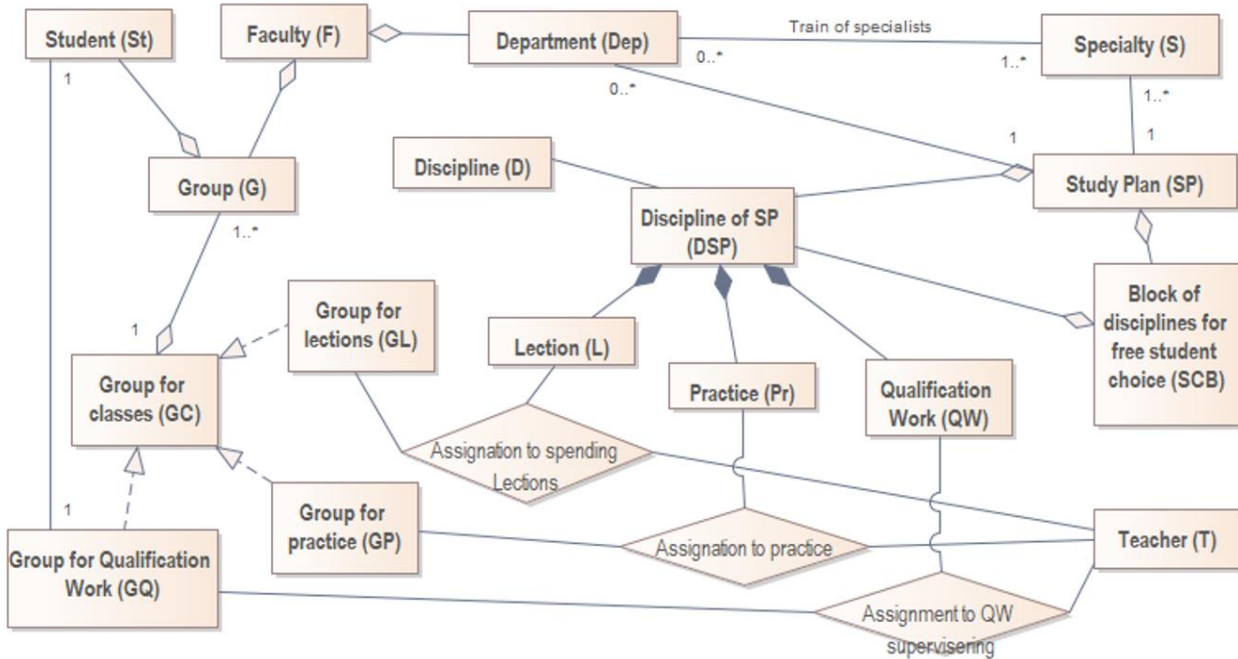 Student (St)
Faculty (F)
Department (Dep)
Train of specialists
Specialty (S)
1
0..*
1..*
0..*
1..*
1
1
Discipline (D)
Group (G)
Study Plan (SP)
Discipline of SP
(DSP)
1..*
Group for
lections (GL)
Block of
disciplines for
free student
choice (SCB)
1
Lection (L)
Group for
classes (GC)
Practice (Pr)
Qualification
Work (QW)
Assignation to spending
Lections
1
Group for
practice (GP)
Teacher (T)
Group for Qualification
Work (GQ)
Assignation to practice
Assignment to QW
supervisering